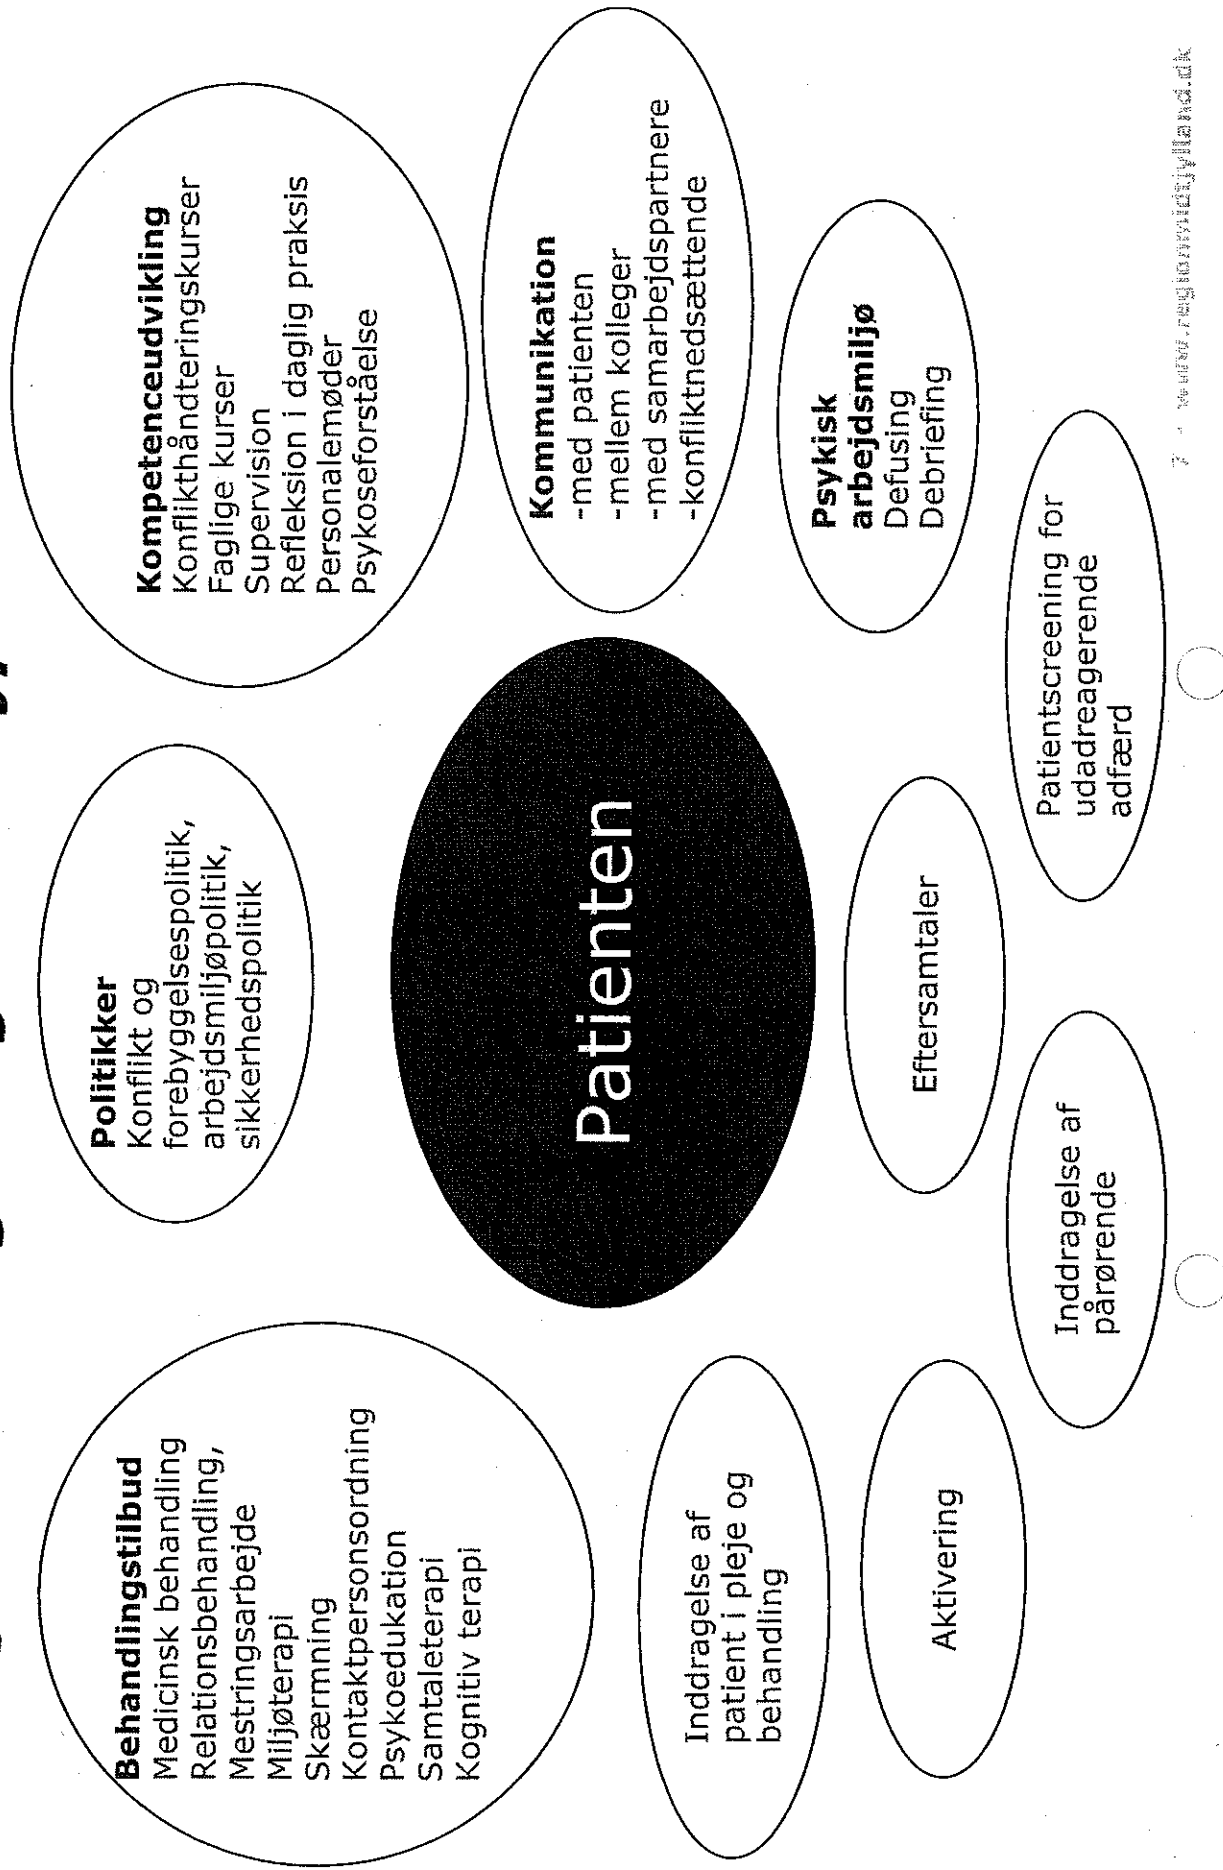 Behandlingstilbud
Medicinsk behandling
Relationsbehandling,
Mestringsarbejde
Miljøterapi
Skærmning
Kontaktpersonsordning
Psykoedukation
Samtaleterapi
Kognitiv terapi
Politikker
Konflikt og
forebyggelsespolitik,
arbejdsmiljøpolitik,
sikkerhedspolitik
Kompetenceudvikling
Konflikthåndteringskurser
Faglige kurser
Supervision
Refleksion i daglig praksis
Personalemøder
Psykoseforståelse
Patienten
Kommunikation
-med patienten
-mellem kolleger
-med samarbejdspartnere
-konfliktnedsættende
Inddragelse af
patient i pleje og
behandling
Psykisk
arbejdsmiljø
Defusing
Debriefing
Aktivering
Eftersamtaler
Inddragelse af
pårørende
Patientscreening for
udadreagerende
adfærd
7 - www.regionmidtjylland.dk